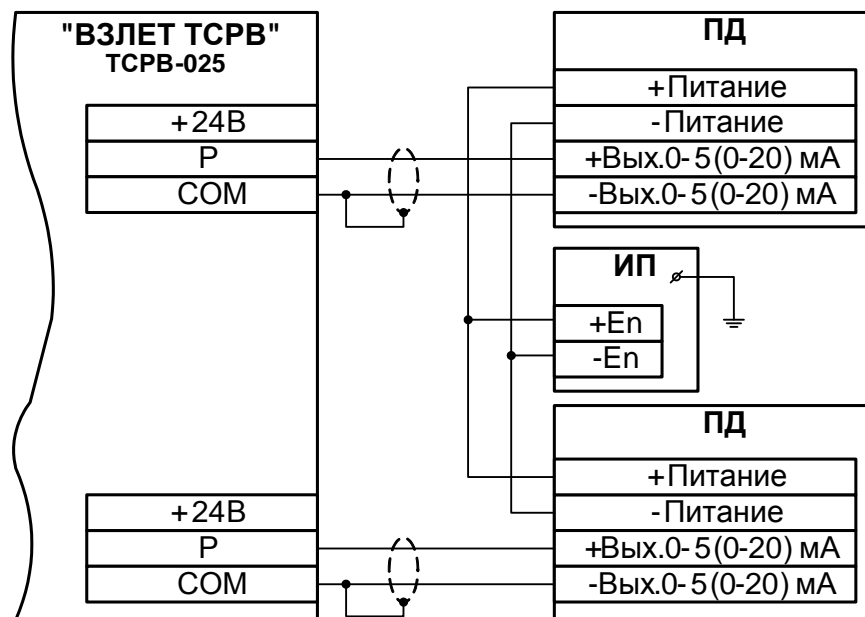 "ВЗЛЕТ ТСРВ"
ТСРВ-025
+24В
Р
СОМ
ПД
+Питание
-Питание
+Вых.0-5(0-20) мА
-Вых.0-5(0-20) мА
ИП
+En
-En
+24В
Р
СОМ
ПД
+Питание
-Питание
+Вых.0-5(0-20) мА
-Вых.0-5(0-20) мА